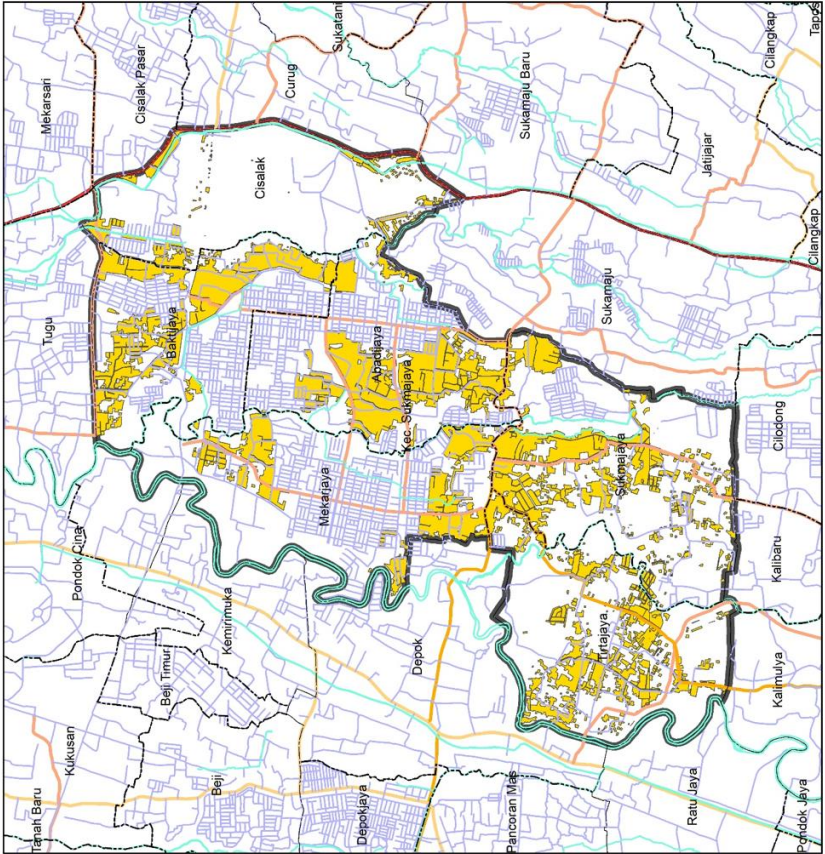 Tanah Baru
Kukusan
Beji
Beji Timur
Depokjaya
Pancoran Mas
Ratu Jaya
Pondok Jaya
Pondok Cina
Kemirimuka
Depok
Kalimulya
Tirtajaya
Kalibaru
Mekarjaya
Kec. Sukmajaya
Sukmajaya
Cilodong
Tugu
Baktijaya
Abadijaya
Sukamaju
Cilangkap
Mekarsari
Cisalak Pasar
Cisalak
Curug
Sukatani
Sukamaju Baru
Jatijajar
Cilangkap
Tapos